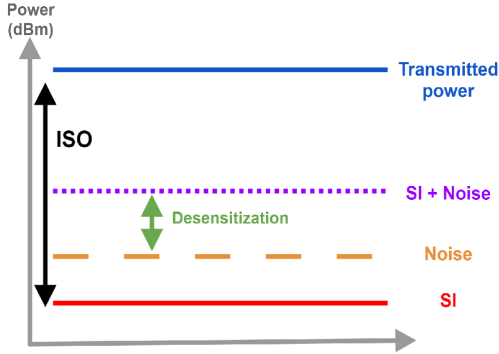 Power
(dBm)
Transmitted
power
ISO
SI + Noise
Desensitization
Noise
SI